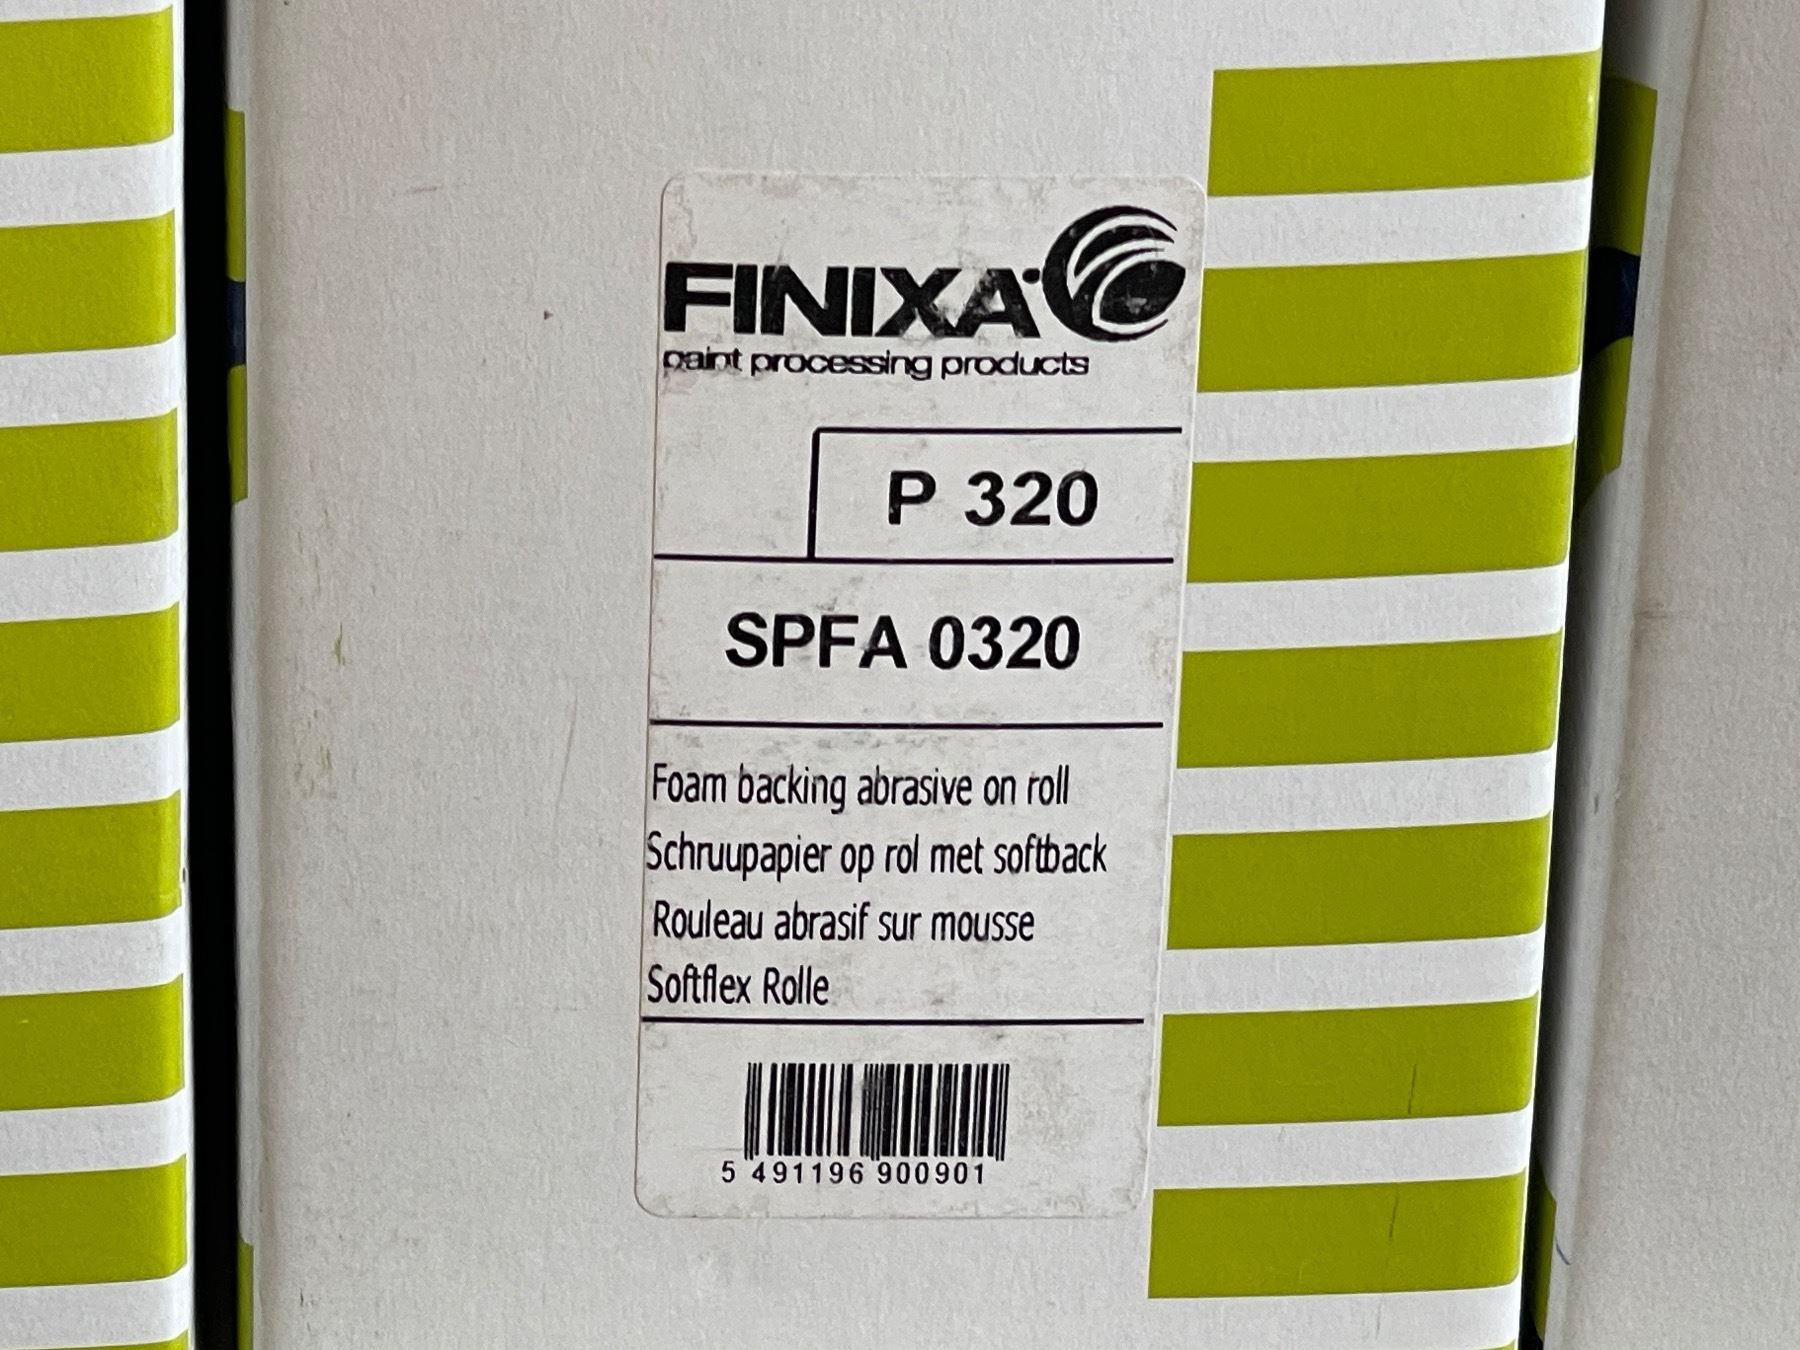 FINIXA
paint processing products
P 320
SPFA 0320
Foam backing abrasive on roll
Schruupapier op rol met softback
Rouleau abrasif sur mousse
Softflex Rolle
5 491196 900901